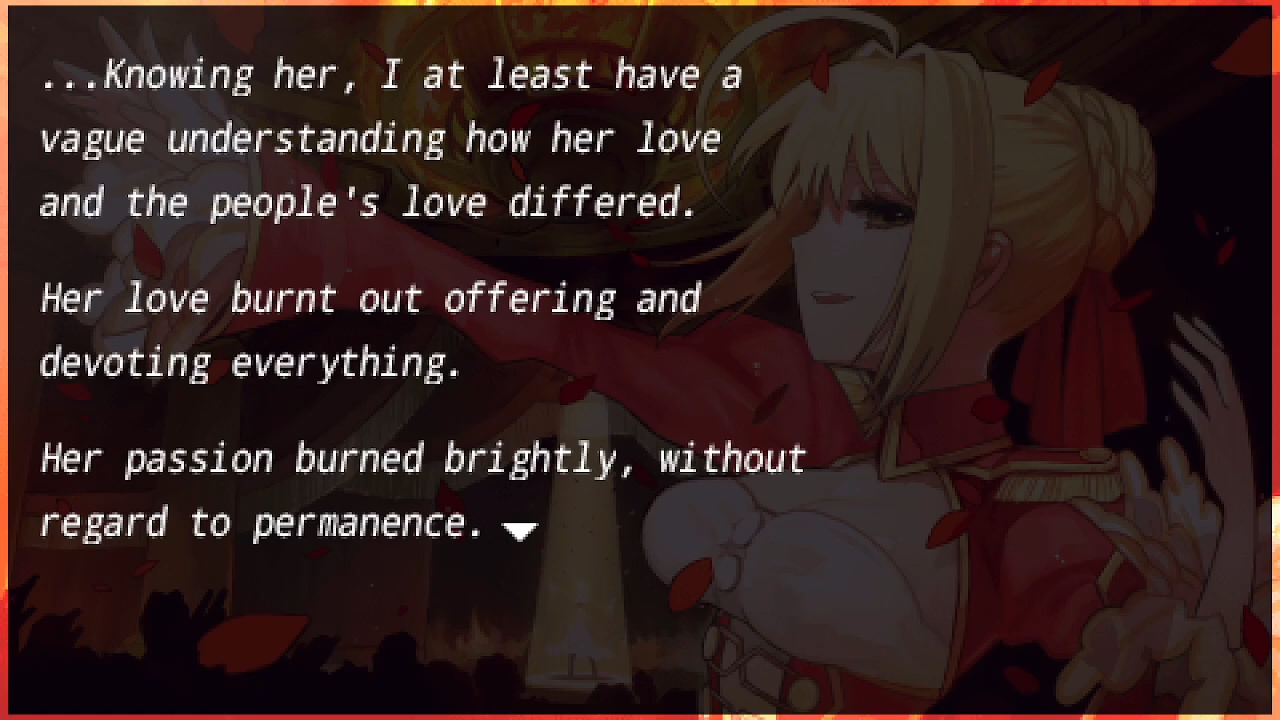 ...Knowing her, I at least have a
vague understanding how her love
and the people's love differed.
Her love burnt out offering and
devoting everything.
Her passion burned brightly, without
regard to permanence.